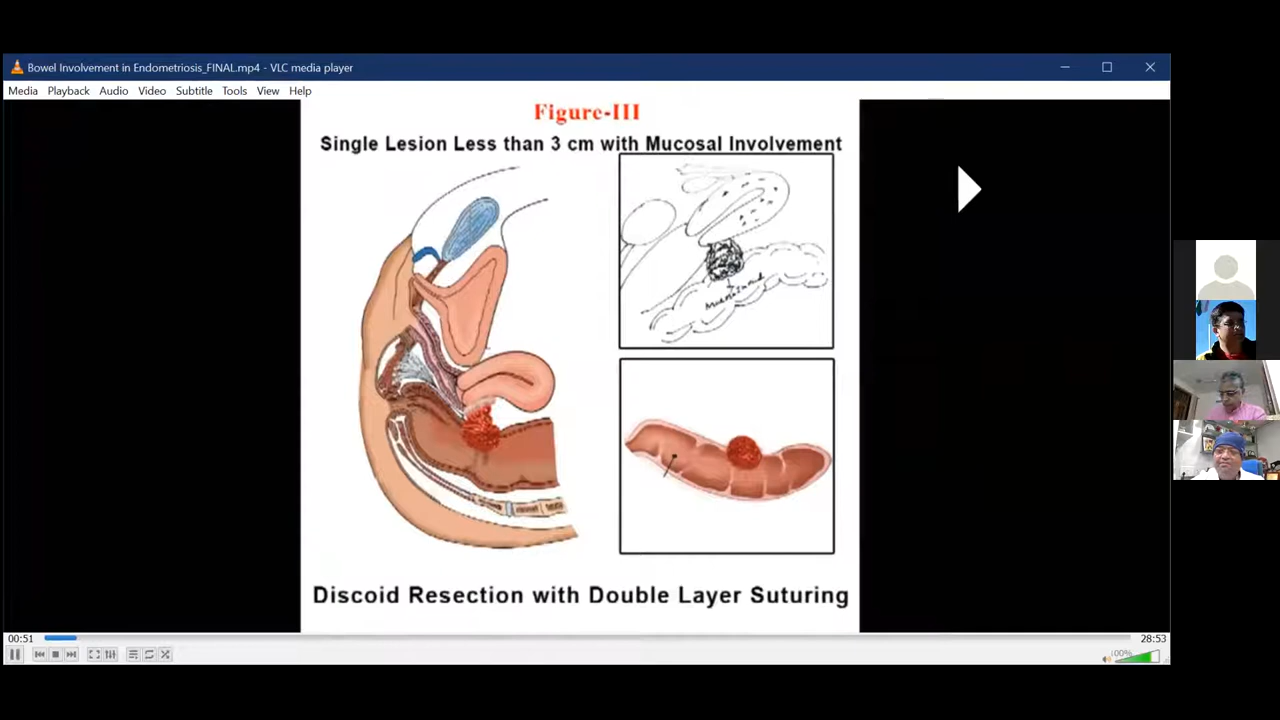 Bowel Involvement in Endometriosis_FINAL.mp4 - VLC media player
Media Playback Audio Video Subtitle Tools View Help
Figure-III
Single Lesion Less than 3 cm with Mucosal Involvement
Discoid Resection with Double Layer Suturing
00:51
28:53
100%